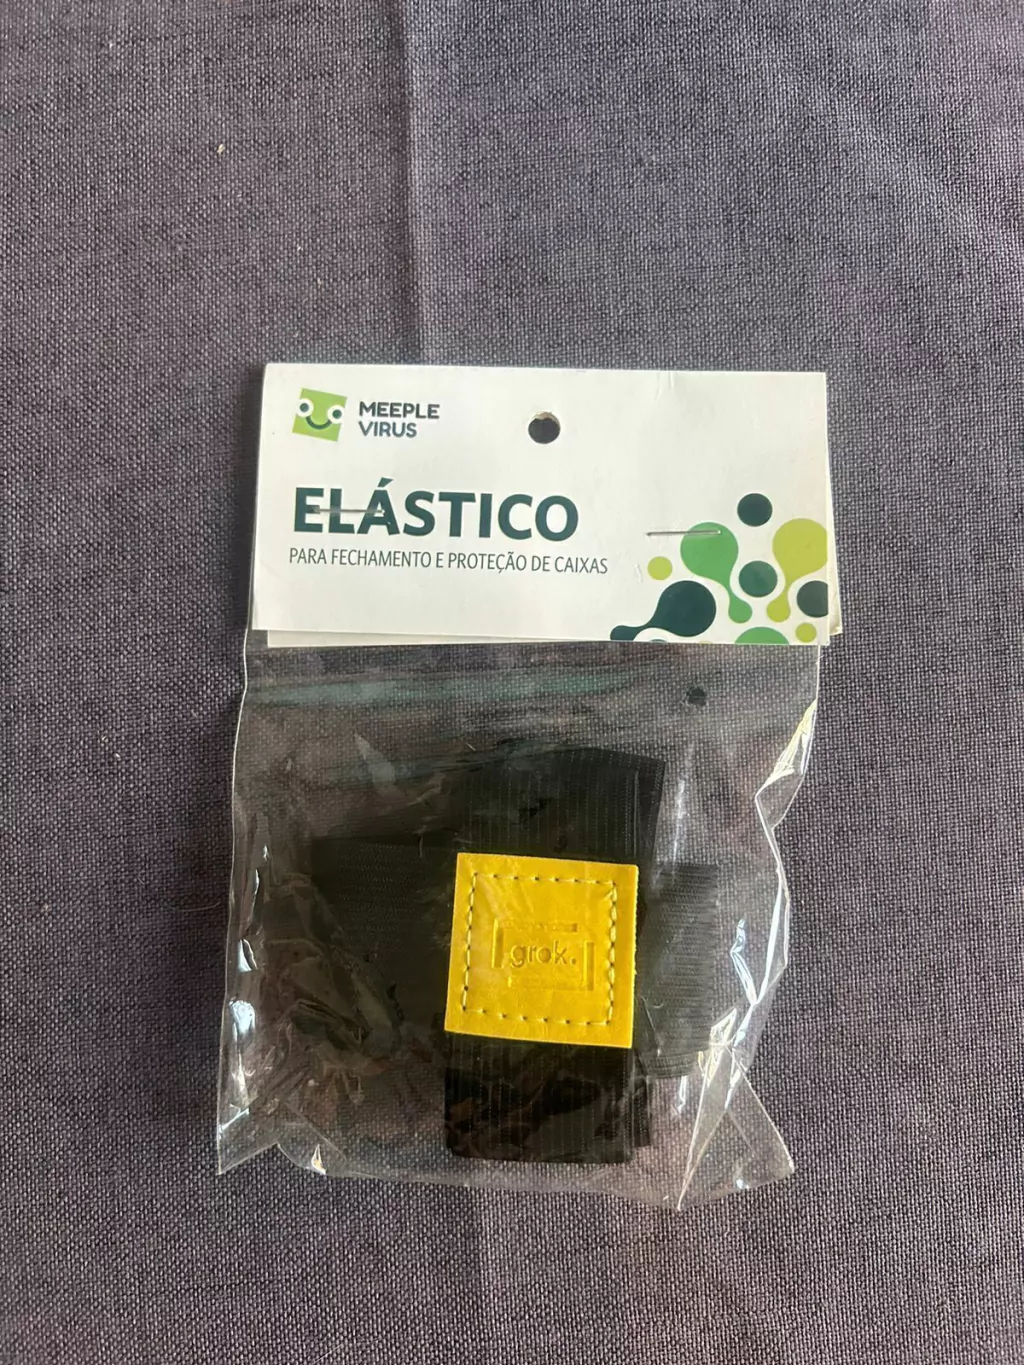 MEEPLE
VIRUS
ELÁSTICO
PARA FECHAMENTO E PROTEÇÃO DE CAIXAS
grok.